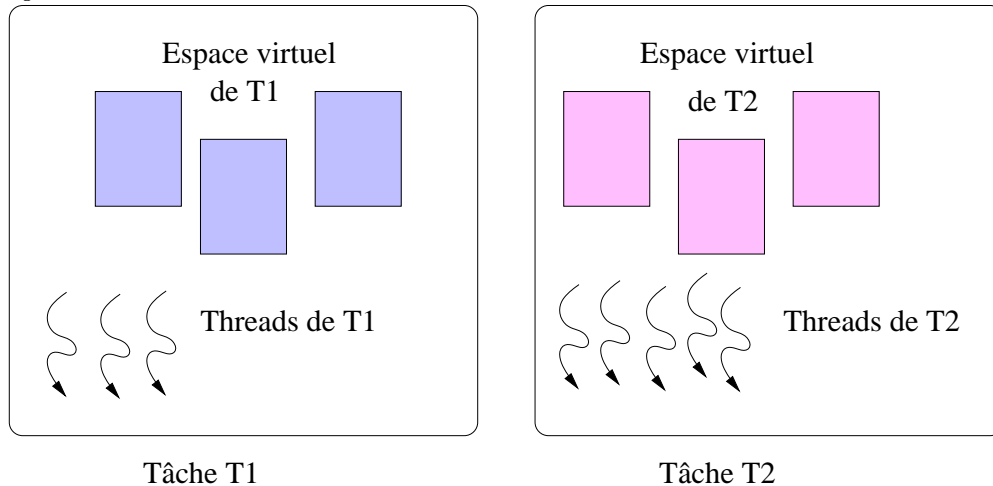 Espace virtuel
de T1
Threads de T1
Tâche T1
Espace virtuel
de T2
Threads de T2
Tâche T2